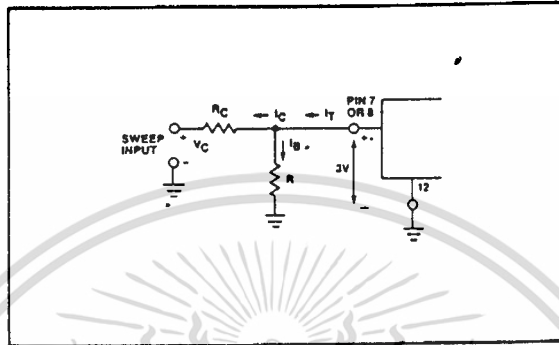 PIN 7
OR 8
RC IC IT
SWEEP
INPUT
+ VC
-
IB
R
+
3V
-
12